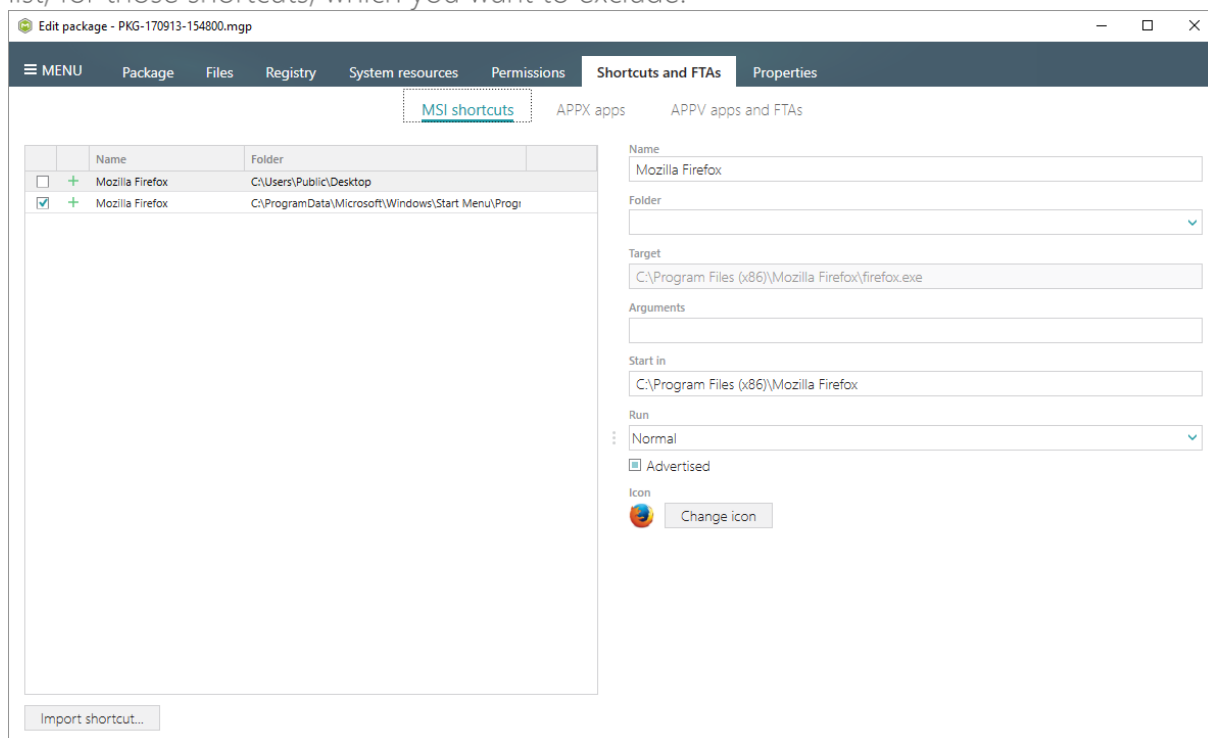 list, for those shortcuts, which you want to exclude.
Edit package - PKG-170913-154800.mgp
MENU Package Files Registry System resources Permissions Shortcuts and FTAs Properties
MSI shortcuts APPX apps APPV apps and FTAs
Name Folder
Mozilla Firefox C:\Users\Public\Desktop
Mozilla Firefox C:\ProgramData\Microsoft\Windows\Start Menu\Progr
Name
Mozilla Firefox
Folder
Target
C:\Program Files (x86)\Mozilla Firefox\firefox.exe
Arguments
Start in
C:\Program Files (x86)\Mozilla Firefox
Run
Normal
Advertised
Icon
Change icon
Import shortcut...